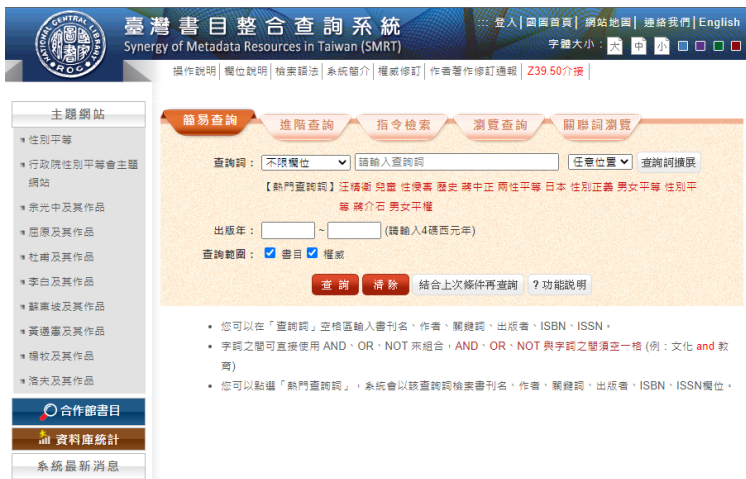 NATIONAL CENTRAL LIBRARY
ROC
臺灣書目整合查詢系統
Synergy of Metadata Resources in Taiwan (SMRT)
::: 登入|國圖首頁| 網站地圖| 連絡我們|English
字體大小: 大 中 小
操作說明|欄位說明|檢索語法|系統簡介|權威修訂|作者著作修訂通報|Z39.50介接|
主題網站
性別平等
行政院性別平等會主題
網站
余光中及其作品
屈原及其作品
杜甫及其作品
李白及其作品
蘇東坡及其作品
黃遵憲及其作品
楊牧及其作品
洛夫及其作品
合作館書目
資料庫統計
系統最新消息
簡易查詢 進階查詢 指令檢索 瀏覽查詢 關聯詞瀏覽
查詢詞: 不限欄位 請輸入查詢詞 任意位置 查詢詞擴展
【熱門查詢詞】汪精衛 兒童 性侵害 歷史 蔣中正 兩性平等 日本 性別正義 男女平等 性別平
等 蔣介石 男女平權
出版年: ~ (請輸入4碼西元年)
查詢範圍: 書目 權威
查 詢 清 除 結合上次條件再查詢 ?功能說明
• 您可以在「查詢詞」空格區輸入書刊名、作者、關鍵詞、出版者、ISBN、ISSN。
• 字詞之間可直接使用 AND、OR、NOT 來組合,AND、OR、NOT 與字詞之間須空一格 (例:文化 and 教
育)
• 您可以點選「熱門查詢詞」,系統會以該查詢詞檢索書刊名、作者、關鍵詞、出版者、ISBN、ISSN欄位。